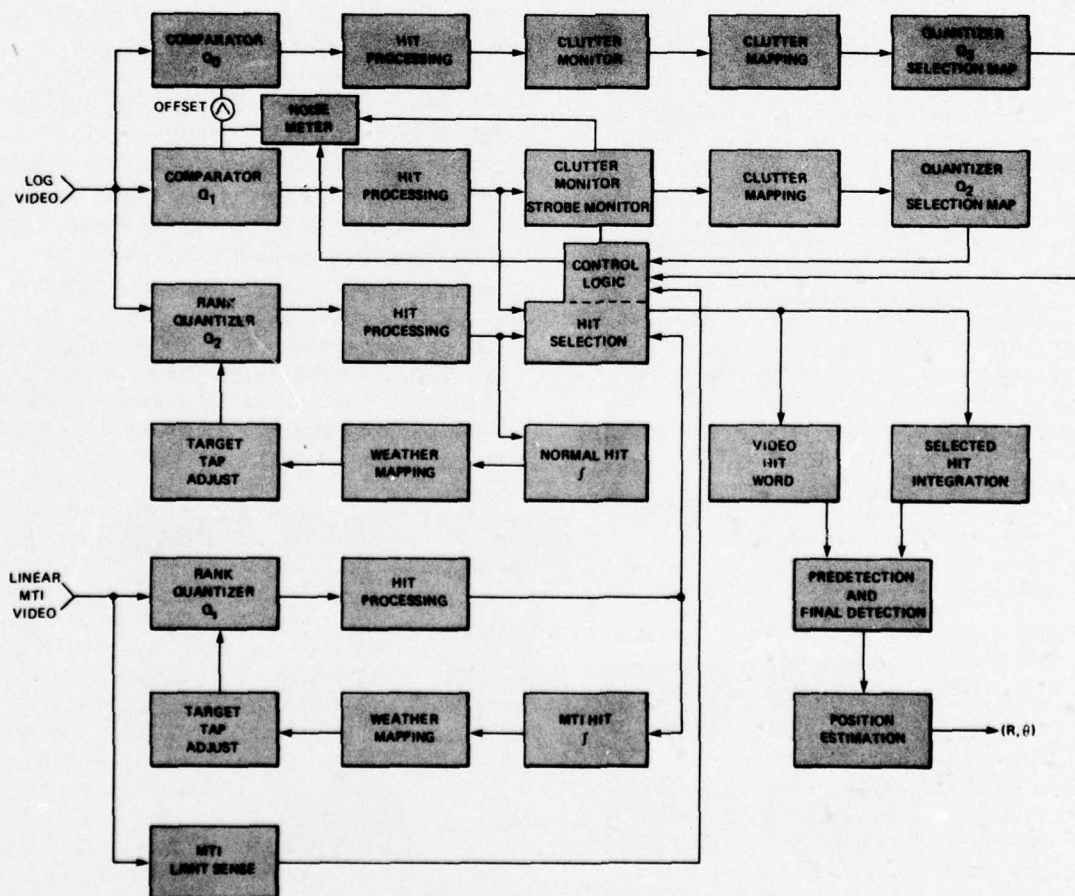 COMPARATOR
Q0
HIT
PROCESSING
CLUTTER
MONITOR
CLUTTER
MAPPING
QUANTIZER
Q3
SELECTION MAP
OFFSET
NOISE
METER
LOG
VIDEO
COMPARATOR
Q1
HIT
PROCESSING
CLUTTER
MONITOR
STROBE MONITOR
CLUTTER
MAPPING
QUANTIZER
Q2
SELECTION MAP
CONTROL
LOGIC
RANK
QUANTIZER
Q2
HIT
PROCESSING
HIT
SELECTION
TARGET
TAP
ADJUST
WEATHER
MAPPING
NORMAL HIT
∫
VIDEO
HIT
WORD
SELECTED
HIT
INTEGRATION
LINEAR
MTI
VIDEO
RANK
QUANTIZER
HIT
PROCESSING
PREDETECTION
AND
FINAL DETECTION
TARGET
TAP
ADJUST
WEATHER
MAPPING
MTI HIT
∫
POSITION
ESTIMATION
(R, θ)
MTI
LIMIT SENSE